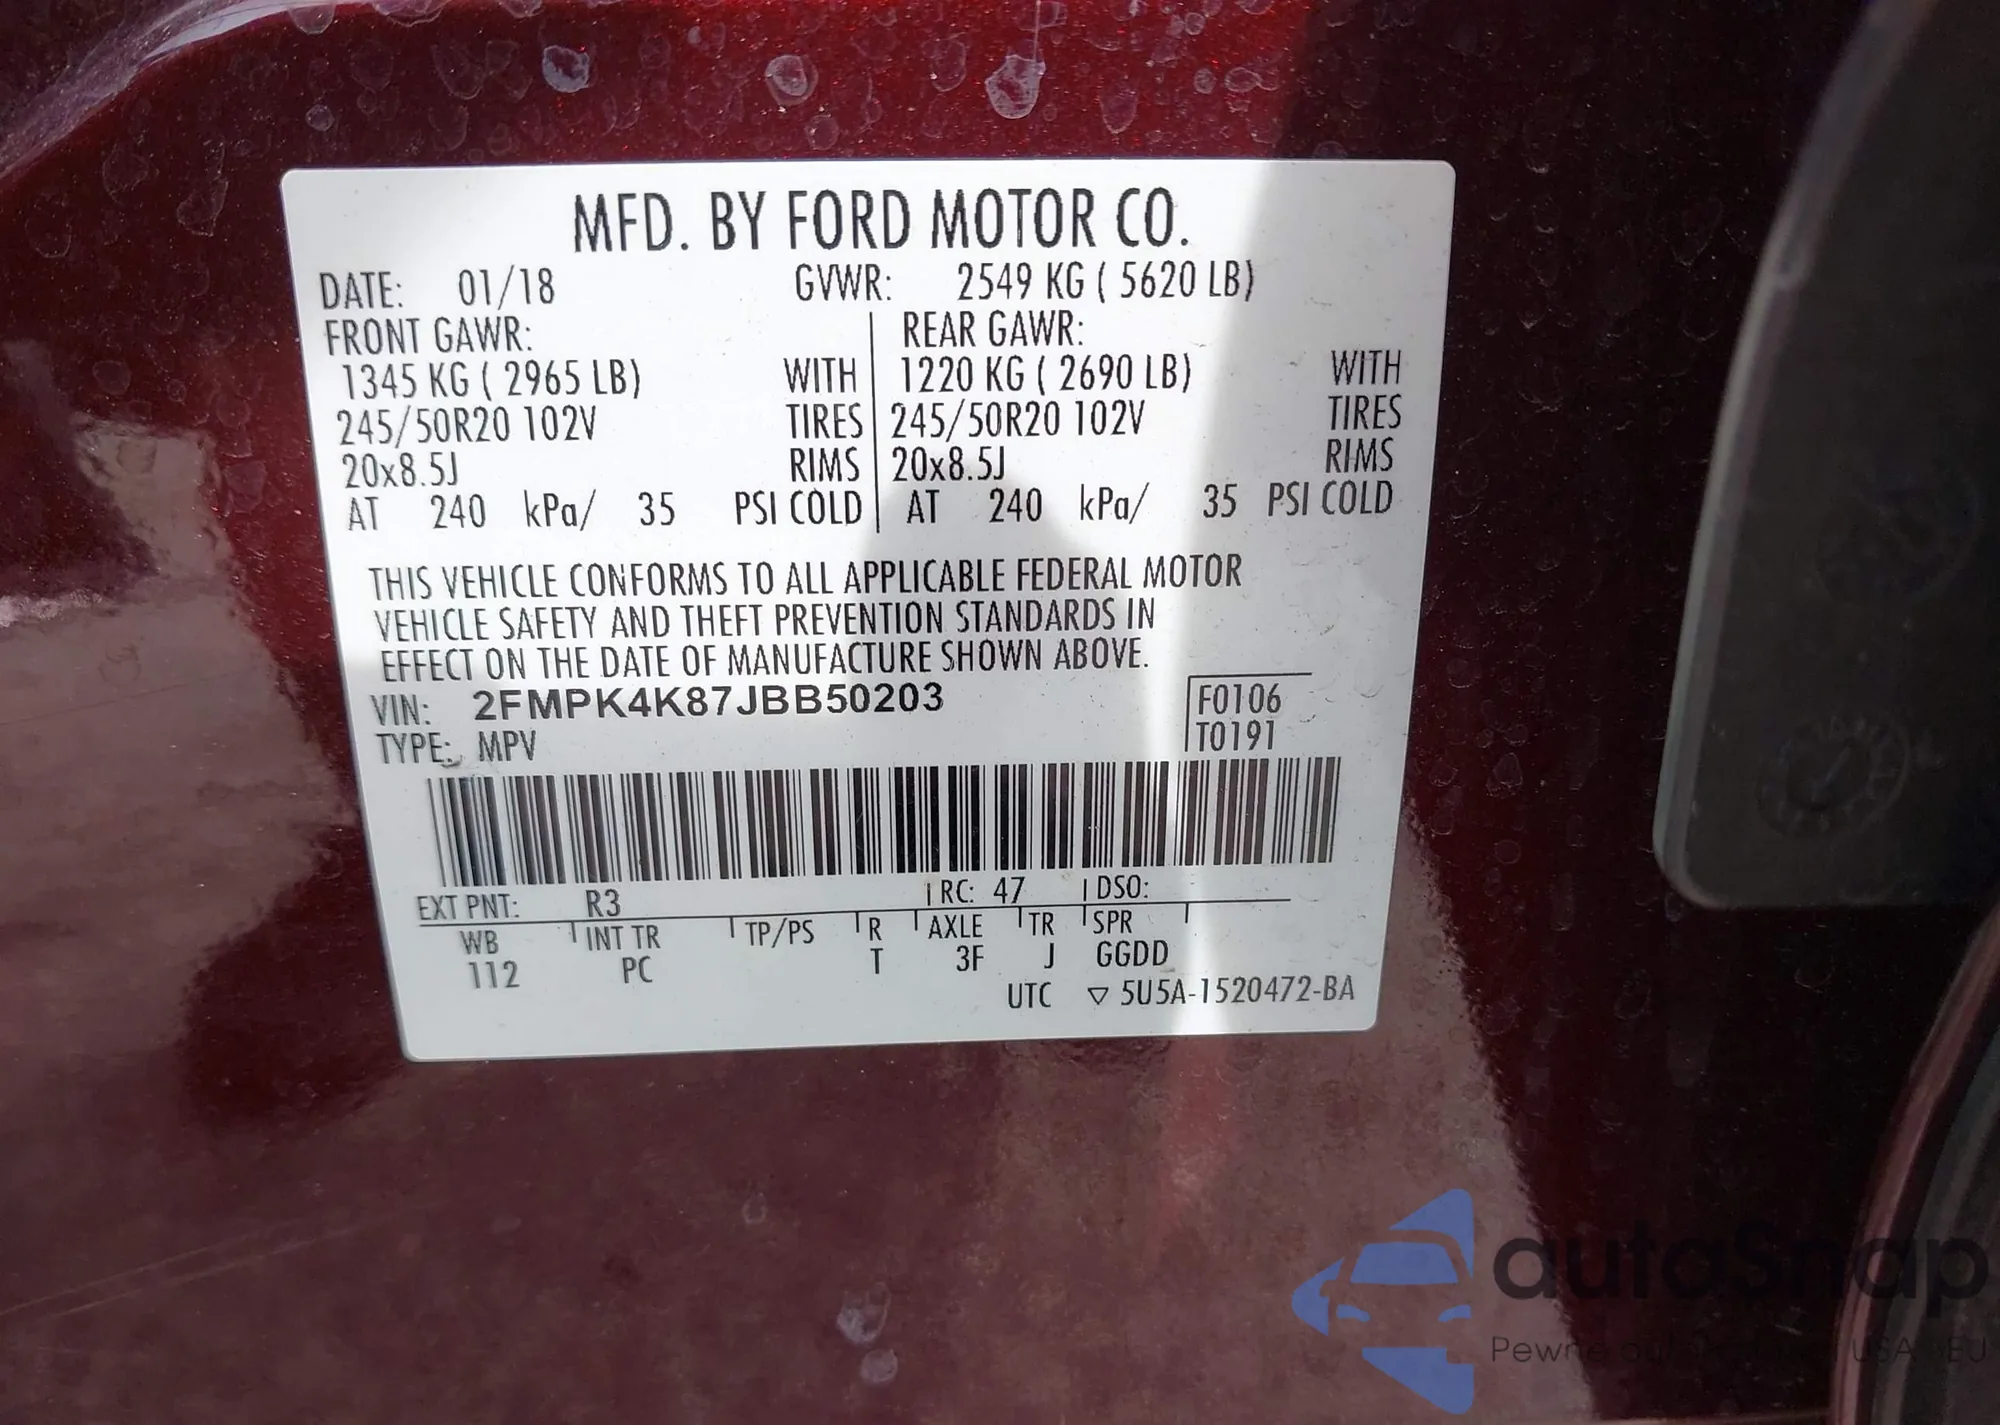 MFD. BY FORD MOTOR CO.
DATE: 01/18 GVWR: 2549 KG ( 5620 LB)
FRONT GAWR: REAR GAWR:
1345 KG ( 2965 LB) WITH 1220 KG ( 2690 LB) WITH
245/50R20 102V TIRES 245/50R20 102V TIRES
20x8.5J RIMS 20x8.5J RIMS
AT 240 kPa/ 35 PSI COLD AT 240 kPa/ 35 PSI COLD
THIS VEHICLE CONFORMS TO ALL APPLICABLE FEDERAL MOTOR
VEHICLE SAFETY AND THEFT PREVENTION STANDARDS IN
EFFECT ON THE DATE OF MANUFACTURE SHOWN ABOVE.
VIN: 2FMPK4K87JBB50203 F0106
TYPE: MPV T0191
EXT PNT: R3 RC: 47 DSO:
WB INT TR TP/PS R AXLE TR SPR
112 PC T 3F J GGDD
UTC ▽ 5U5A-1520472-BA
autaSnap
Pewne USA EU